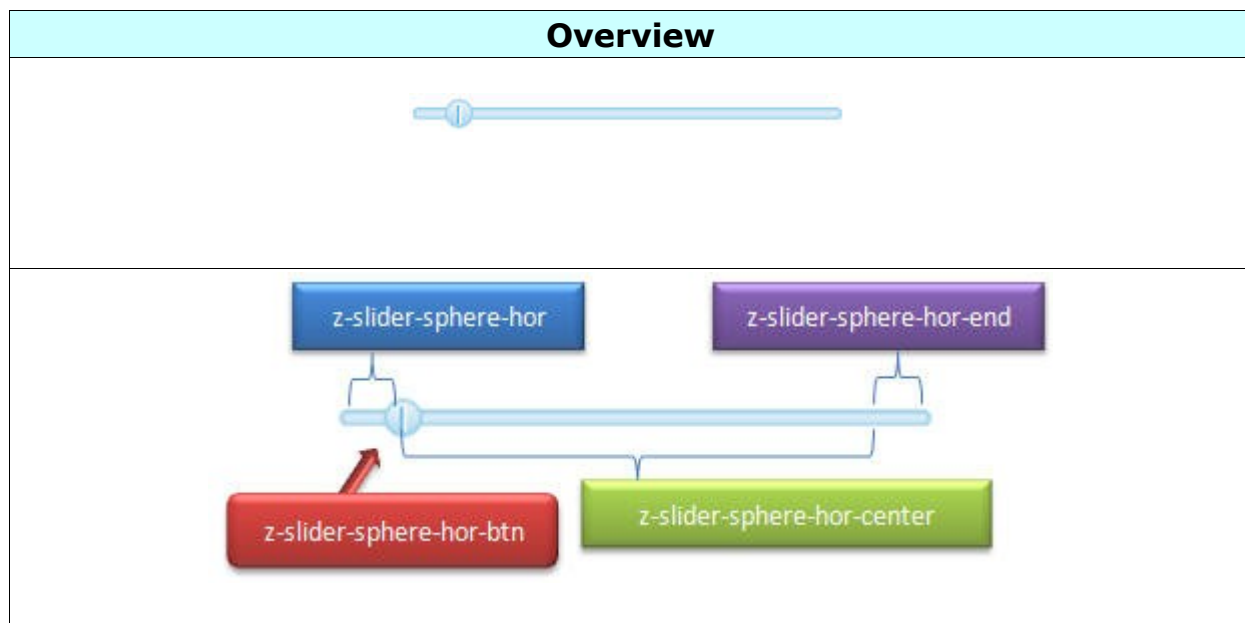 Overview
z-slider-sphere-hor
z-slider-sphere-hor-end
z-slider-sphere-hor-btn
z-slider-sphere-hor-center